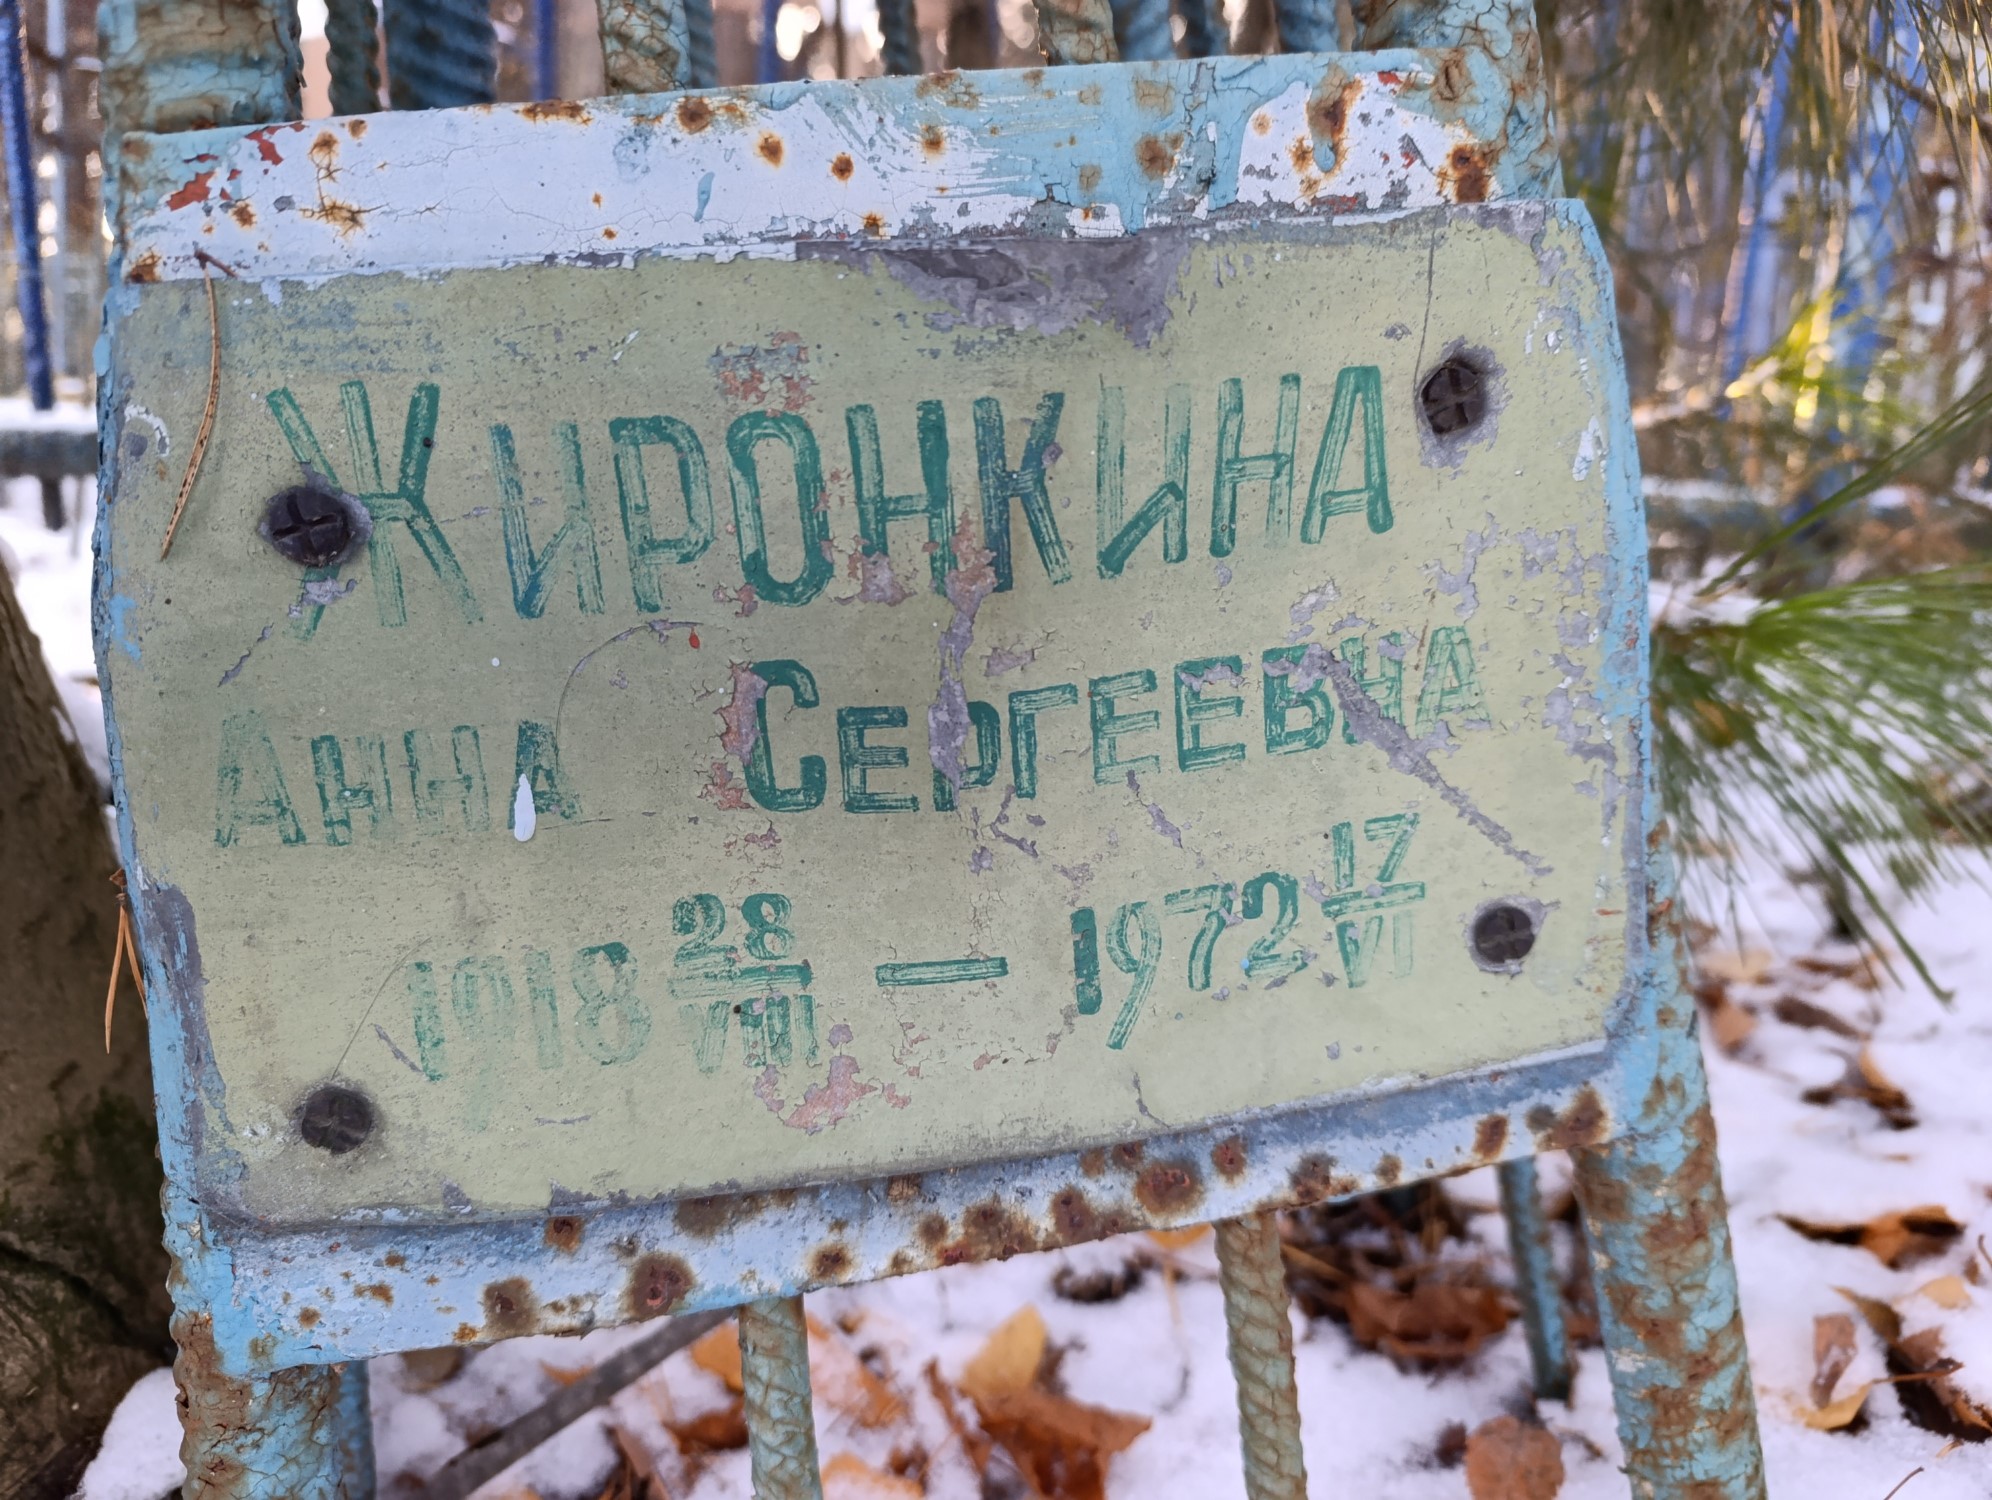 ЖИРОНКИНА
АННА СЕРГЕЕВНА
1918 28/VIII — 1972 17/VI